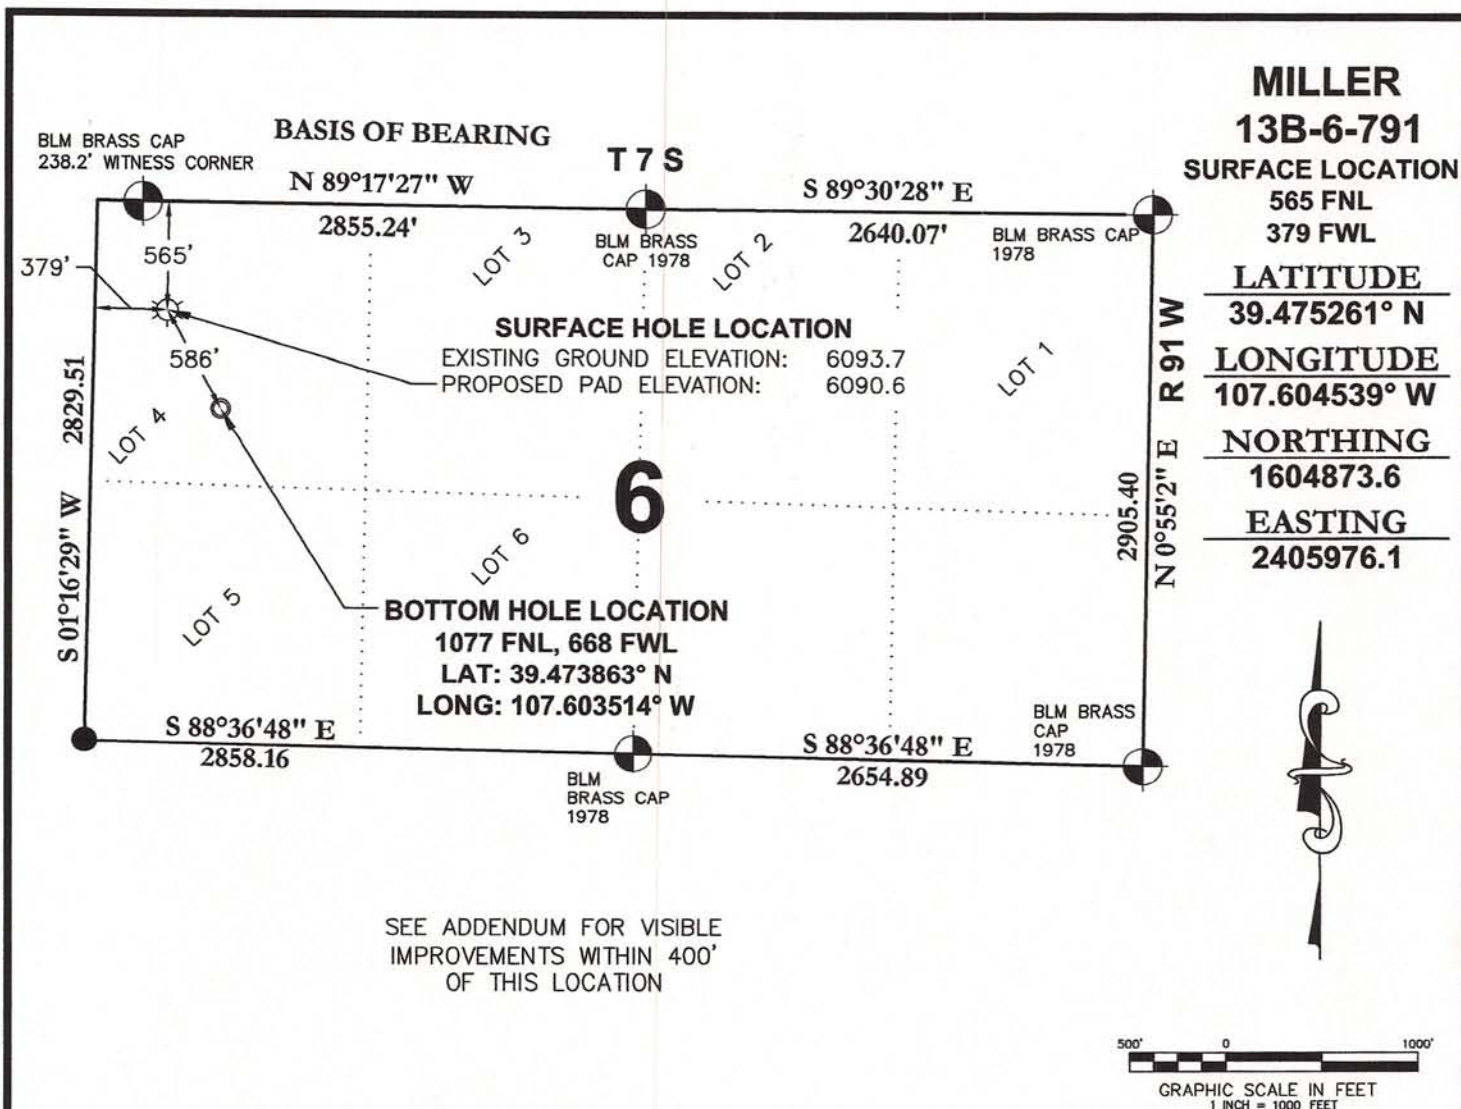 MILLER
13B-6-791
SURFACE LOCATION
565 FNL
379 FWL
LATITUDE
39.475261° N
LONGITUDE
107.604539° W
NORTHING
1604873.6
EASTING
2405976.1
BLM BRASS CAP
238.2' WITNESS CORNER
BASIS OF BEARING
T 7 S
N 89°17'27" W
2855.24'
S 89°30'28" E
2640.07'
BLM BRASS
CAP 1978
BLM BRASS CAP
1978
LOT 3
LOT 2
565'
379'
SURFACE HOLE LOCATION
EXISTING GROUND ELEVATION: 6093.7
PROPOSED PAD ELEVATION: 6090.6
586'
LOT 1
R 91 W
2829.51
S 01°16'29" W
LOT 4
6
2905.40
N 0°55'2" E
LOT 6
LOT 5
BOTTOM HOLE LOCATION
1077 FNL, 668 FWL
LAT: 39.473863° N
LONG: 107.603514° W
S 88°36'48" E
2858.16
BLM
BRASS CAP
1978
S 88°36'48" E
2654.89
BLM BRASS
CAP
1978
SEE ADDENDUM FOR VISIBLE
IMPROVEMENTS WITHIN 400'
OF THIS LOCATION
500' 0 1000'
GRAPHIC SCALE IN FEET
1 INCH = 1000 FEET